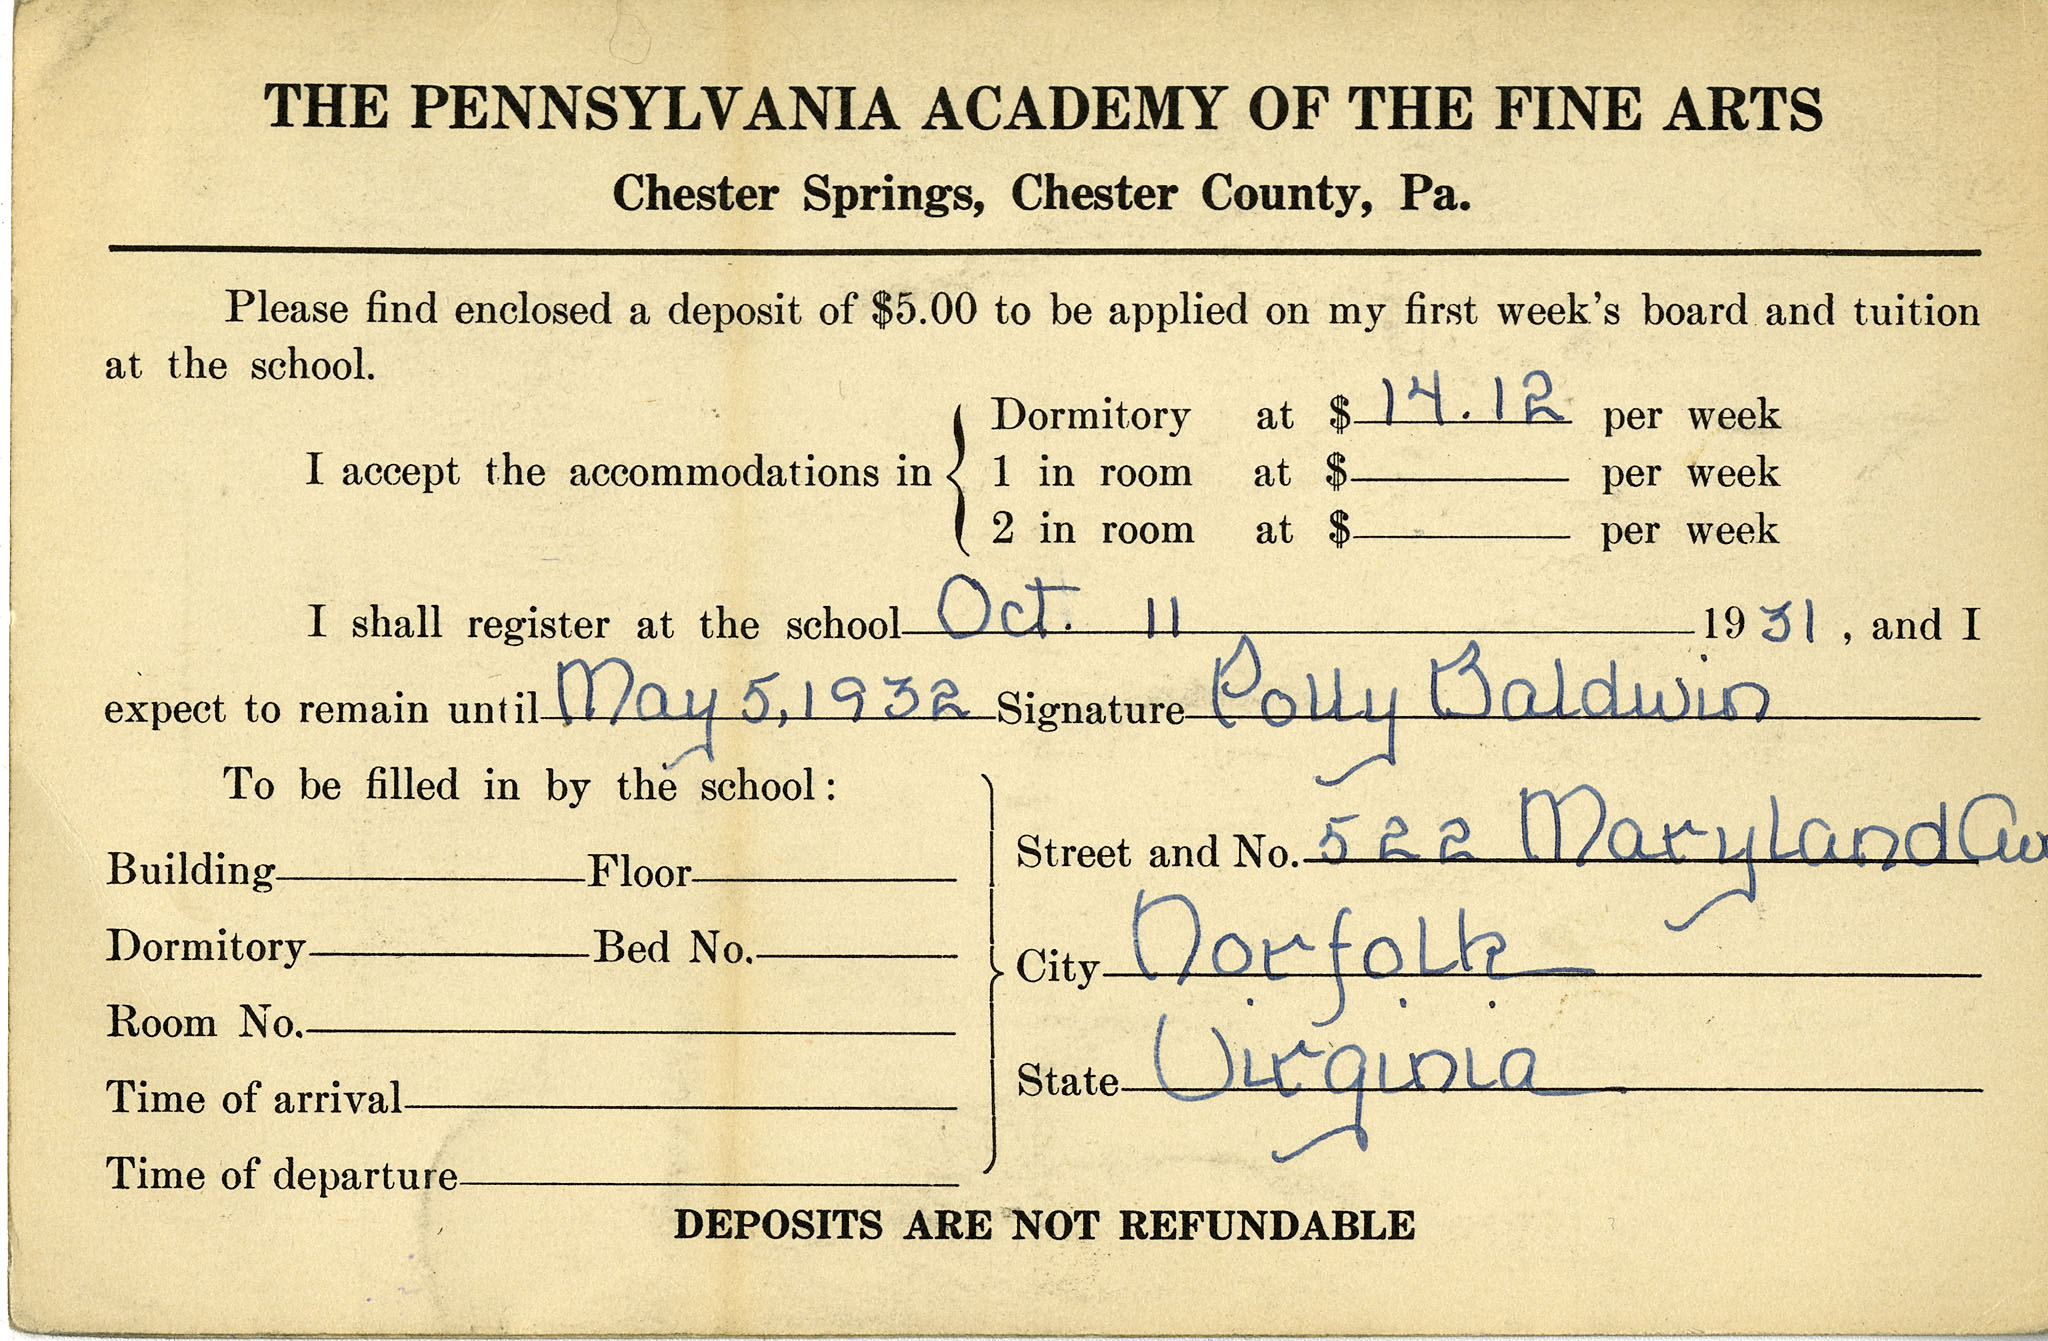 THE PENNSYLVANIA ACADEMY OF THE FINE ARTS
Chester Springs, Chester County, Pa.
Please find enclosed a deposit of $5.00 to be applied on my first week's board and tuition
at the school.
Dormitory at $ 14.12 per week
I accept the accommodations in 1 in room at $ per week
2 in room at $ per week
I shall register at the school Oct. 11 1931, and I
expect to remain until May 5, 1932 Signature Polly Baldwin
To be filled in by the school:
Building Floor
Dormitory Bed No.
Room No.
Time of arrival
Time of departure
Street and No. 522 Maryland Av
City Norfolk
State Virginia
DEPOSITS ARE NOT REFUNDABLE